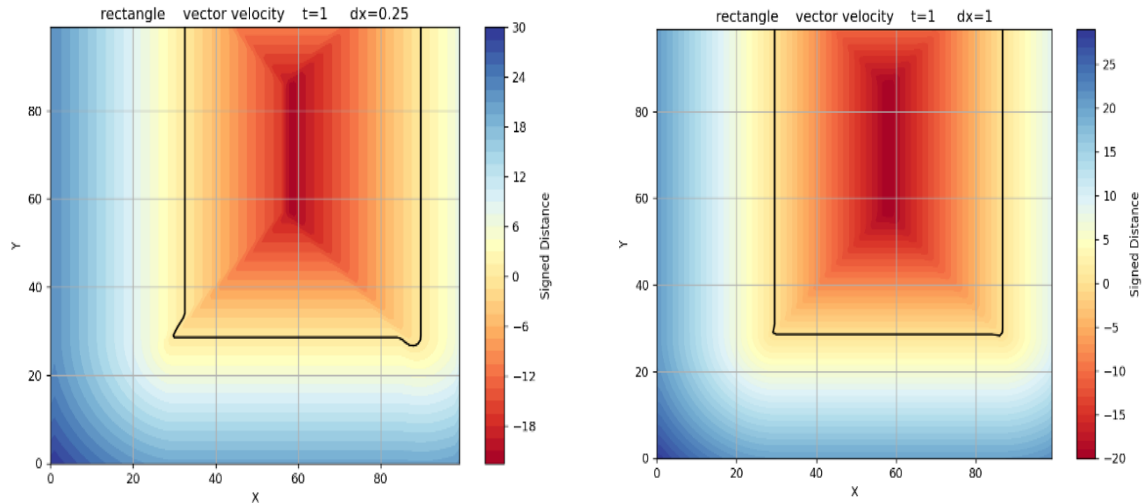 rectangle vector velocity t=1 dx=0.25
80
60
40
20
0
Y
0 20 40 60 80
X
30
24
18
12
6
0
−6
−12
−18
Signed Distance
rectangle vector velocity t=1 dx=1
80
60
40
20
0
Y
0 20 40 60 80
X
25
20
15
10
5
0
−5
−10
−15
−20
Signed Distance